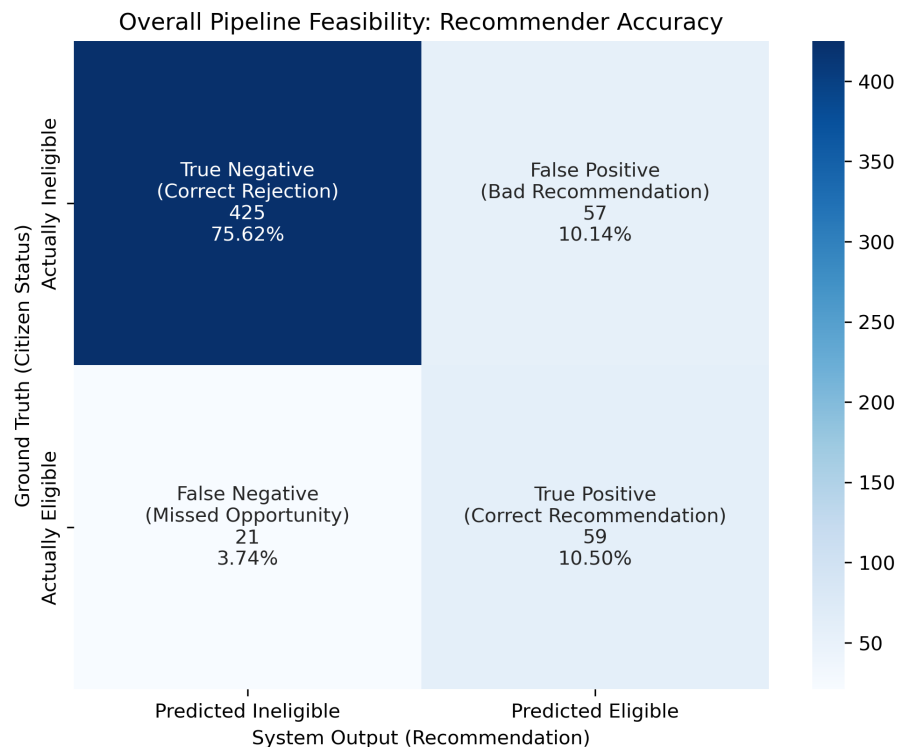 Overall Pipeline Feasibility: Recommender Accuracy
Ground Truth (Citizen Status)
Actually Ineligible
Actually Eligible
True Negative
(Correct Rejection)
425
75.62%
False Positive
(Bad Recommendation)
57
10.14%
False Negative
(Missed Opportunity)
21
3.74%
True Positive
(Correct Recommendation)
59
10.50%
Predicted Ineligible
Predicted Eligible
System Output (Recommendation)
400
350
300
250
200
150
100
50